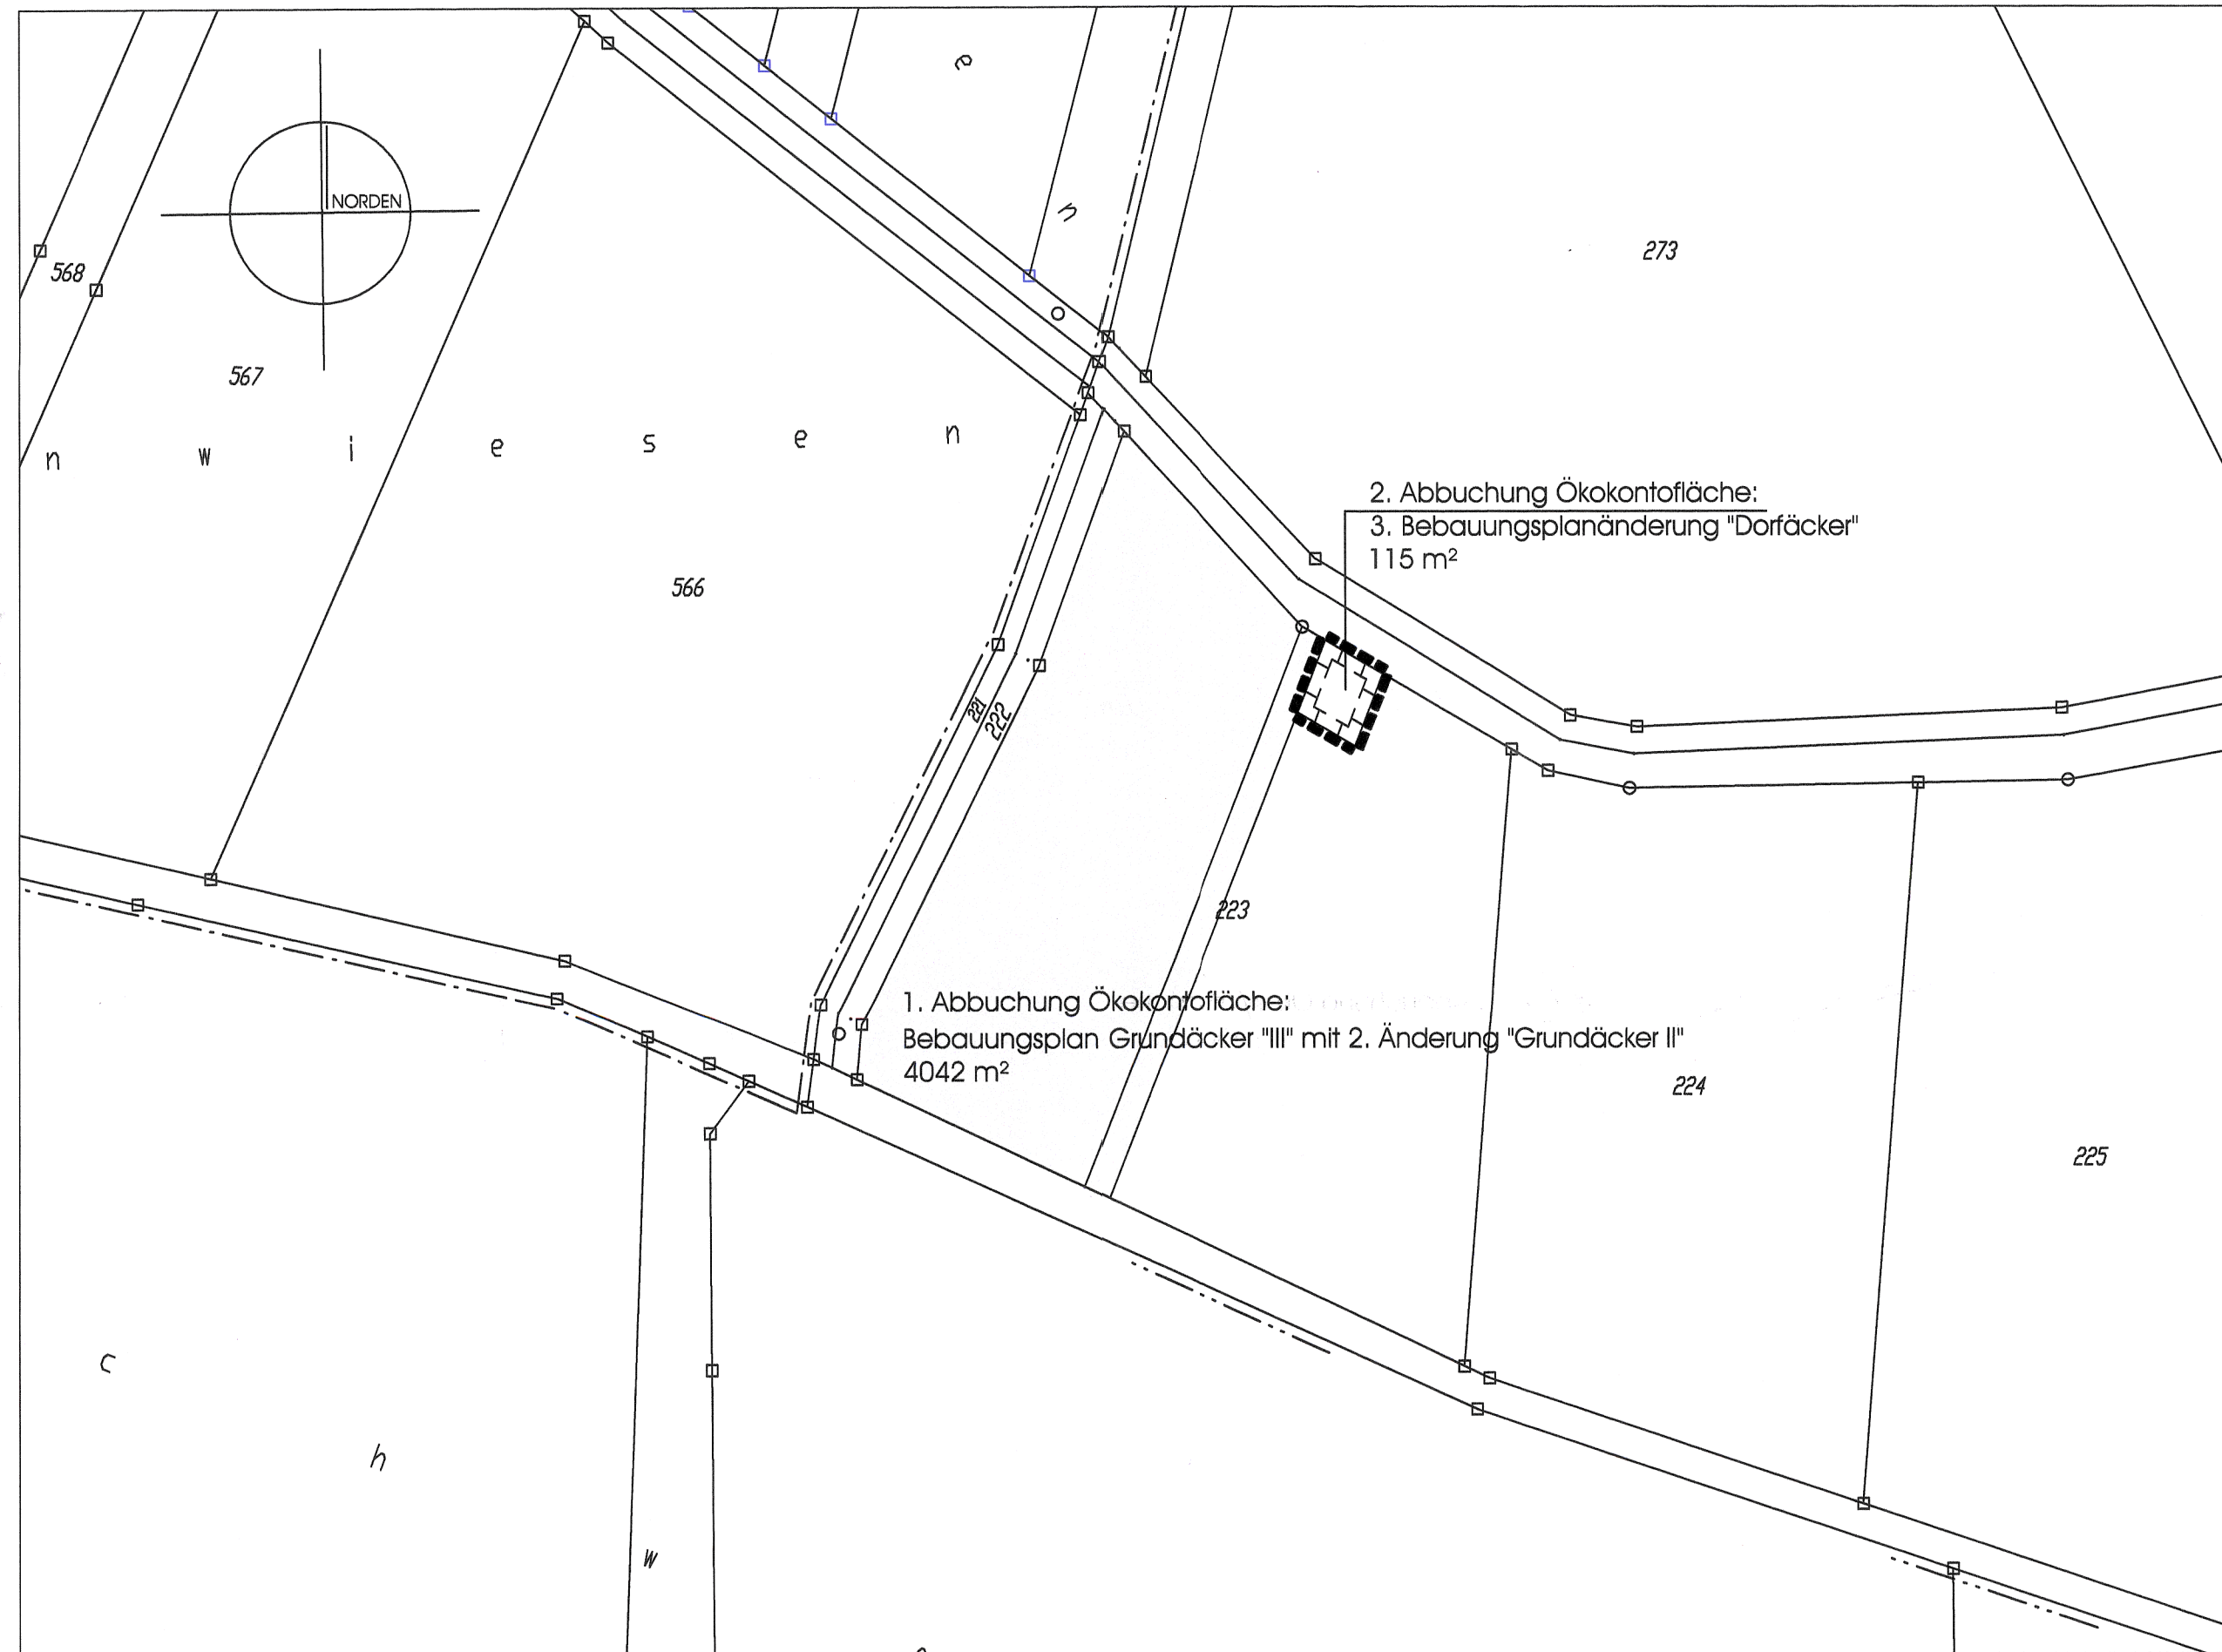 e
n
NORDEN
273
568
567
n w i e s e n
2. Abbuchung Ökokontofläche:
3. Bebauungsplanänderung "Dorfäcker"
115 m²
566
221
222
223
1. Abbuchung Ökokontofläche:
Bebauungsplan Grundäcker "III" mit 2. Änderung "Grundäcker II"
4042 m²
224
225
c
h
w